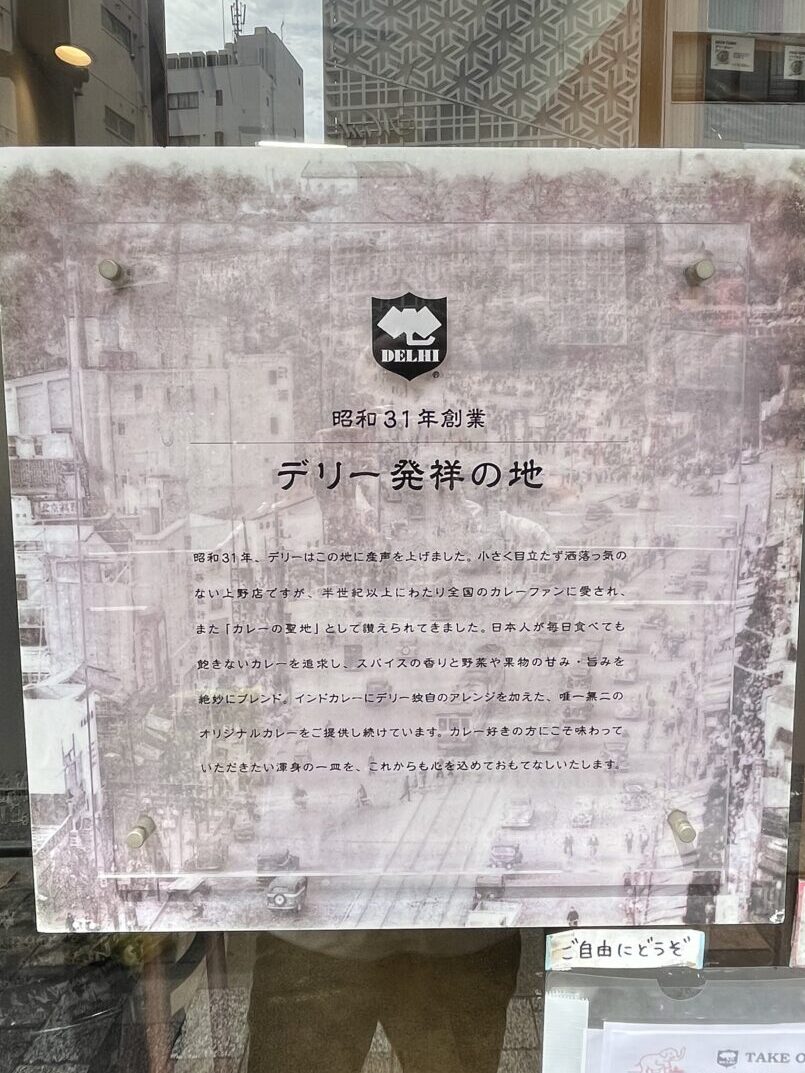 DELHI
昭和31年創業
デリー発祥の地
昭和31年、デリーはこの地に産声を上げました。小さく目立たず洒落っ気の
ない上野店ですが、半世紀以上にわたり全国のカレーファンに愛され、
また「カレーの聖地」として讃えられてきました。日本人が毎日食べても
飽きないカレーを追求し、スパイスの香りと野菜や果物の甘み・旨みを
絶妙にブレンド。インドカレーにデリー独自のアレンジを加えた、唯一無二の
オリジナルカレーをご提供し続けています。カレー好きの方にこそ味わって
いただきたい渾身の一皿を、これからも心を込めておもてなしいたします。
ご自由にどうぞ
TAKE O